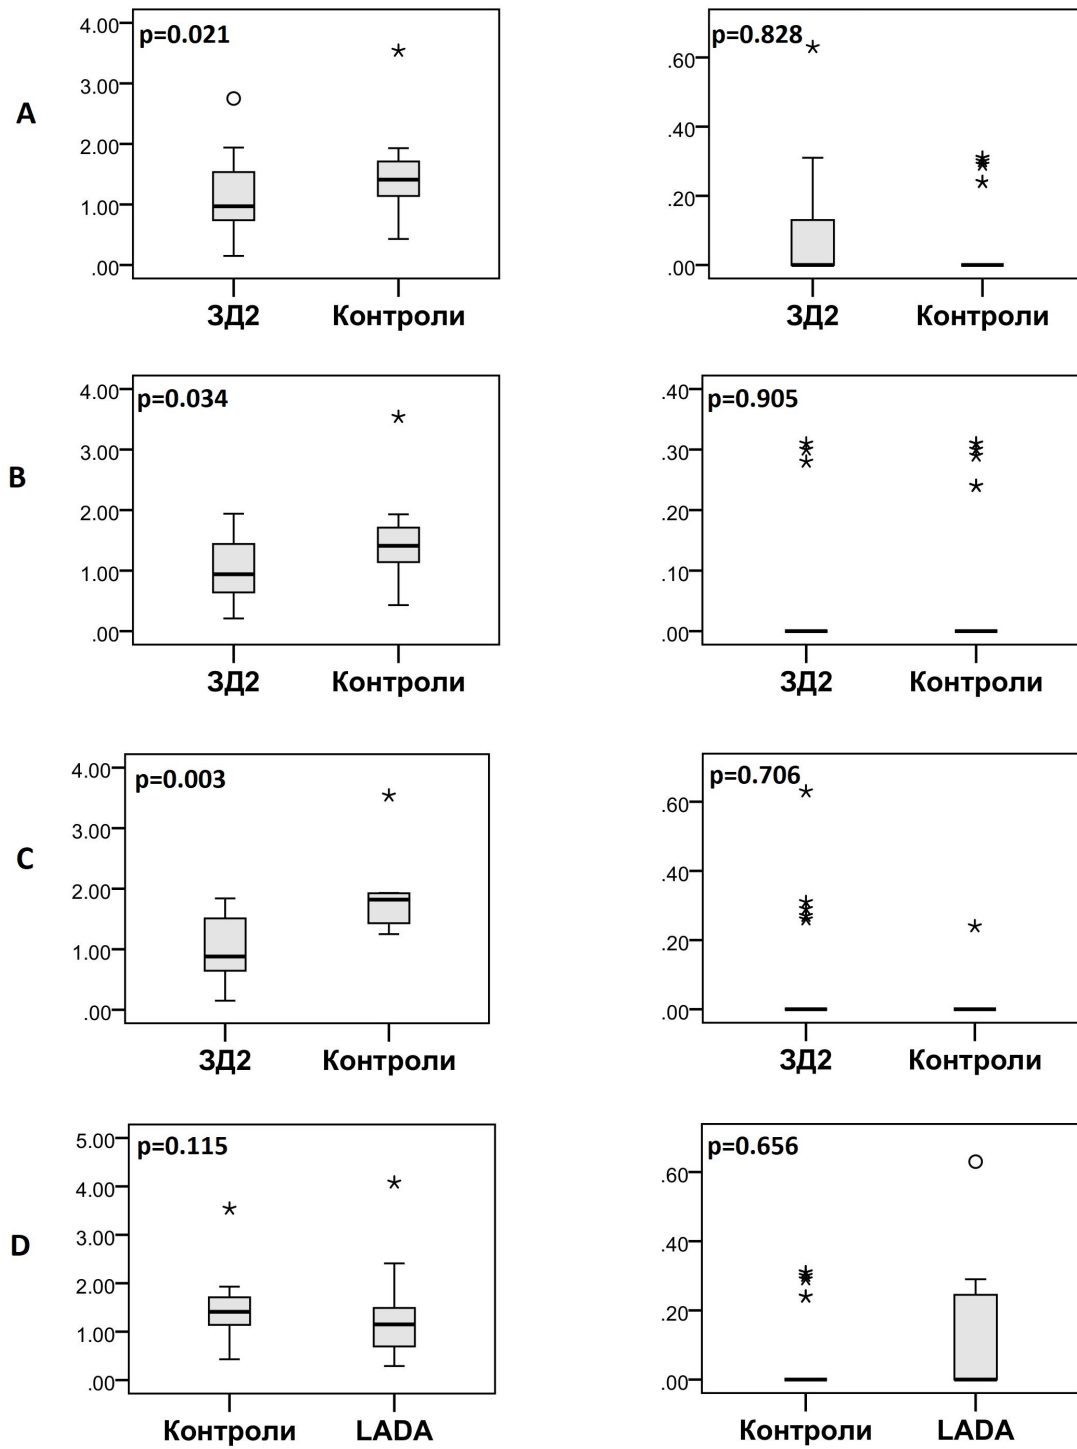 A
p=0.021
4.00
3.00
2.00
1.00
.00
ЗД2 Контроли
p=0.828
.60
.40
.20
.00
ЗД2 Контроли
B
p=0.034
4.00
3.00
2.00
1.00
.00
ЗД2 Контроли
p=0.905
.40
.30
.20
.10
.00
ЗД2 Контроли
C
p=0.003
4.00
3.00
2.00
1.00
.00
ЗД2 Контроли
p=0.706
.60
.40
.20
.00
ЗД2 Контроли
D
p=0.115
5.00
4.00
3.00
2.00
1.00
.00
Контроли LADA
p=0.656
.60
.40
.20
.00
Контроли LADA